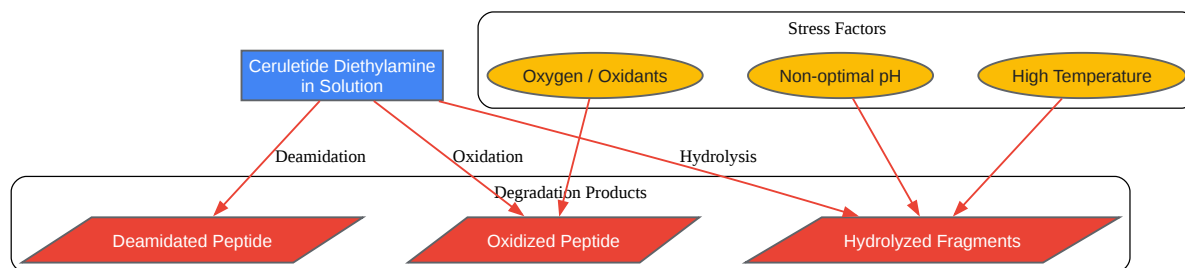 Stress Factors
Ceruletide Diethylamine
in Solution
Oxygen / Oxidants
Non-optimal pH
High Temperature
Deamidation
Oxidation
Hydrolysis
Degradation Products
Deamidated Peptide
Oxidized Peptide
Hydrolyzed Fragments